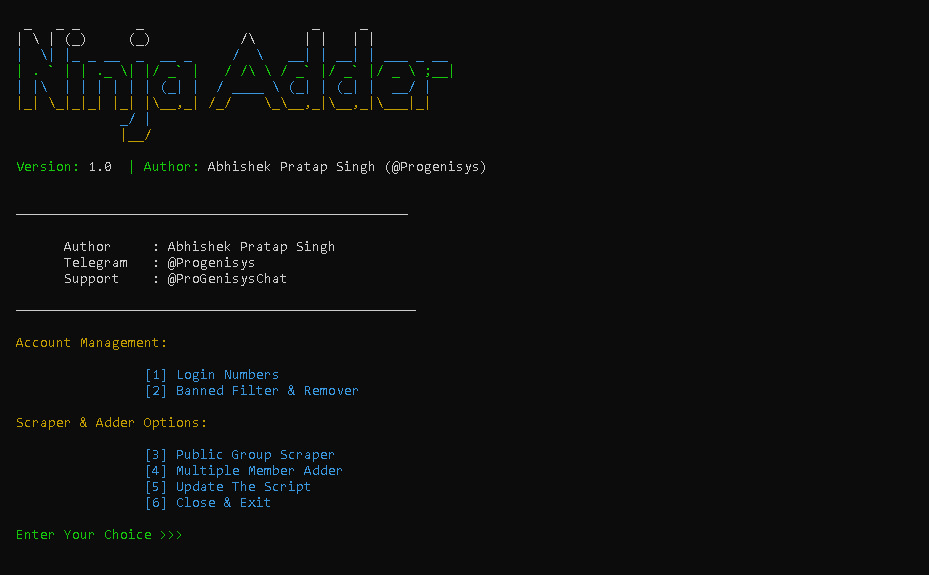 Ninja Adder
Version: 1.0 | Author: Abhishek Pratap Singh (@Progenisys)
Author : Abhishek Pratap Singh
Telegram : @Progenisys
Support : @ProGenisysChat
Account Management:
[1] Login Numbers
[2] Banned Filter & Remover
Scraper & Adder Options:
[3] Public Group Scraper
[4] Multiple Member Adder
[5] Update The Script
[6] Close & Exit
Enter Your Choice >>>